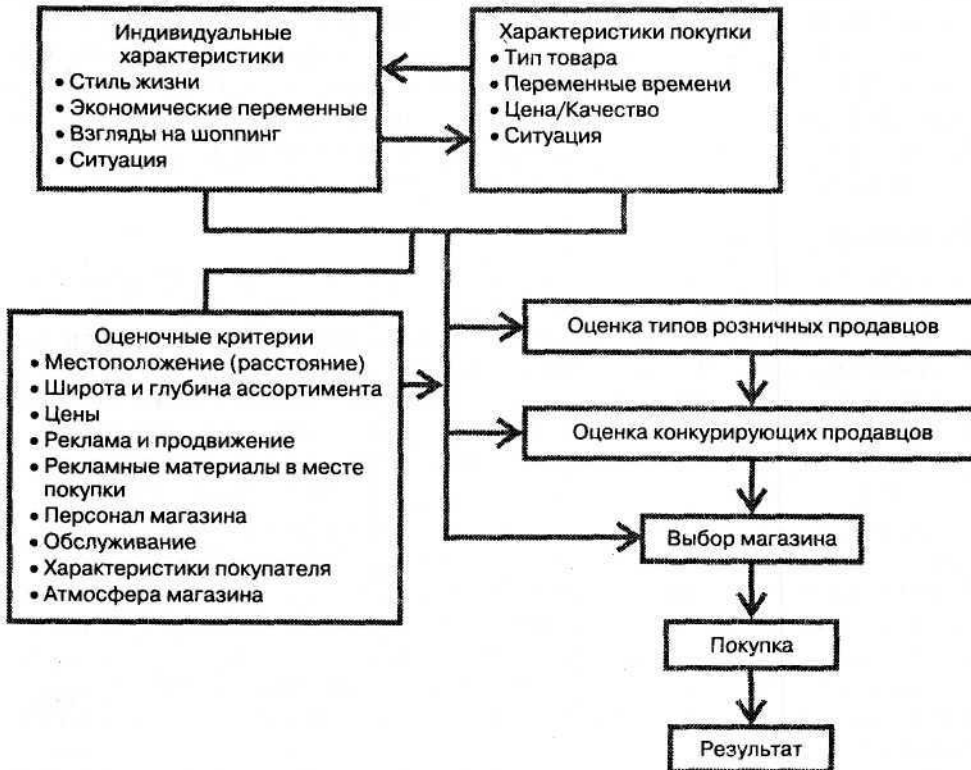 Индивидуальные
характеристики
• Стиль жизни
• Экономические переменные
• Взгляды на шоппинг
• Ситуация
Характеристики покупки
• Тип товара
• Переменные времени
• Цена/Качество
• Ситуация
Оценочные критерии
• Местоположение (расстояние)
• Широта и глубина ассортимента
• Цены
• Реклама и продвижение
• Рекламные материалы в месте
покупки
• Персонал магазина
• Обслуживание
• Характеристики покупателя
• Атмосфера магазина
Оценка типов розничных продавцов
Оценка конкурирующих продавцов
Выбор магазина
Покупка
Результат